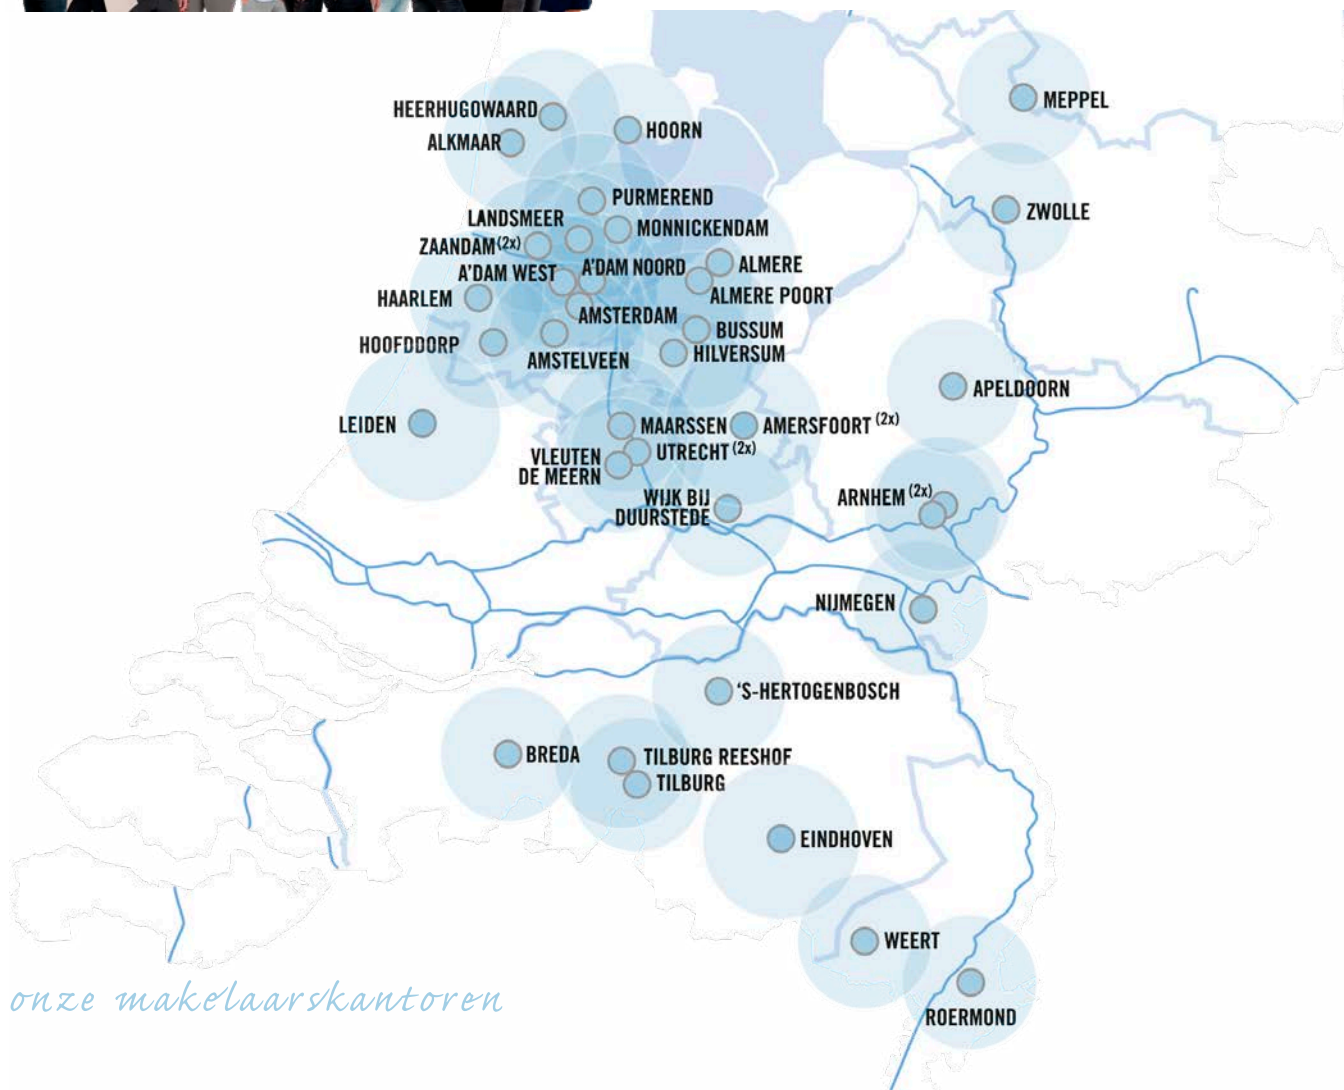 HEERHUGOWAARD
ALKMAAR
HOORN
MEPPEL
PURMEREND
LANDSMEER
MONNICKENDAM
ZWOLLE
ZAANDAM (2x)
A'DAM WEST
A'DAM NOORD
ALMERE
HAARLEM
ALMERE POORT
AMSTERDAM
BUSSUM
HOOFDDORP
AMSTELVEEN
HILVERSUM
APELDOORN
LEIDEN
MAARSSEN
AMERSFOORT (2x)
UTRECHT (2x)
VLEUTEN
DE MEERN
WIJK BIJ
DUURSTEDE
ARNHEM (2x)
NIJMEGEN
'S-HERTOGENBOSCH
BREDA
TILBURG REESHOF
TILBURG
EINDHOVEN
WEERT
ROERMOND
onze makelaarskantoren